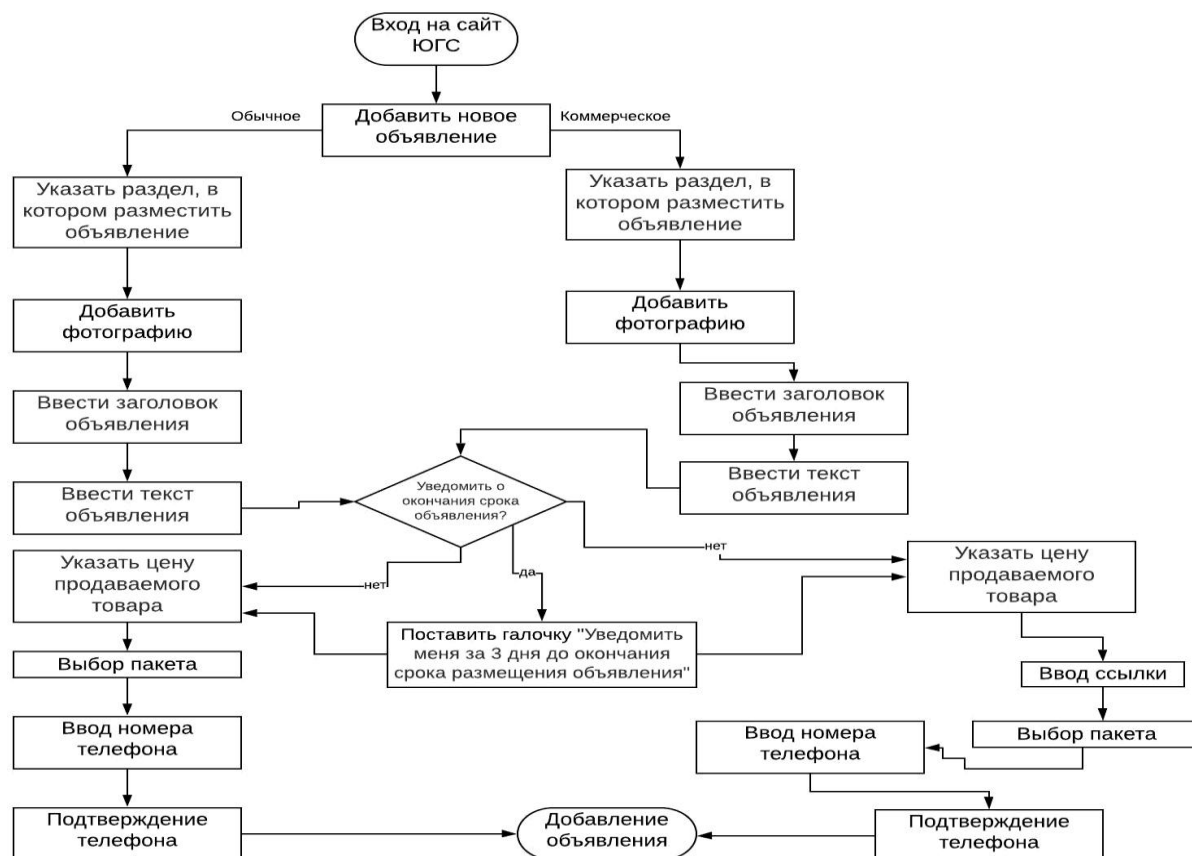 Вход на сайт
ЮГС
Обычное
Добавить новое
объявление
Коммерческое
Указать раздел, в
котором разместить
объявление
Указать раздел, в
котором разместить
объявление
Добавить
фотографию
Добавить
фотографию
Ввести заголовок
объявления
Ввести заголовок
объявления
Ввести текст
объявления
Уведомить о
окончания срока
объявления?
Ввести текст
объявления
Указать цену
продаваемого
товара
нет
да
нет
Указать цену
продаваемого
товара
Поставить галочку "Уведомить
меня за 3 дня до окончания
срока размещения объявления"
Выбор пакета
Ввод ссылки
Ввод номера
телефона
Ввод номера
телефона
Выбор пакета
Подтверждение
телефона
Добавление
объявления
Подтверждение
телефона